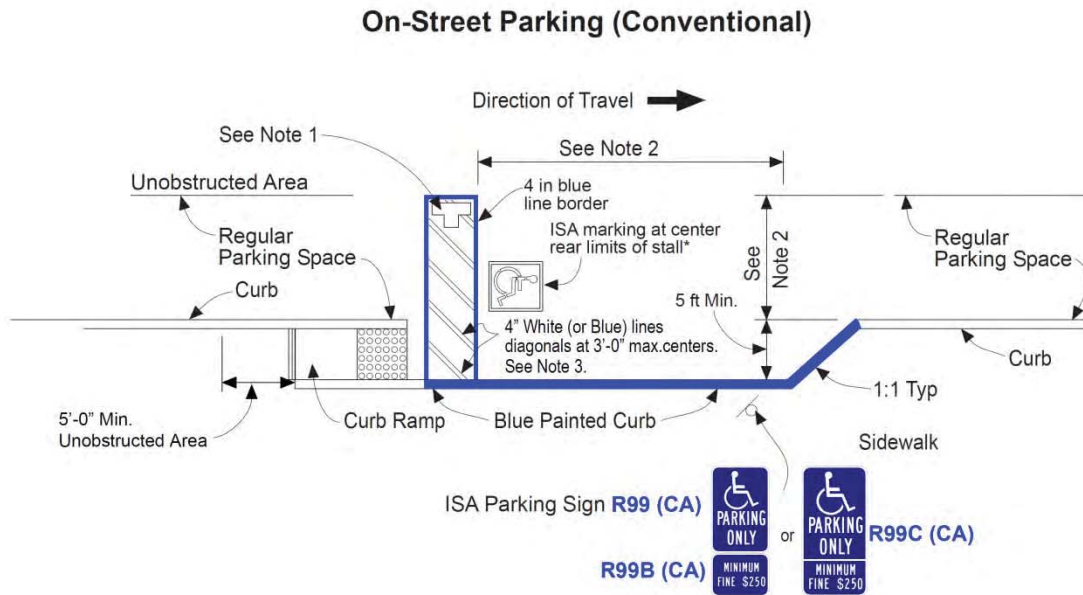 On-Street Parking (Conventional)
Direction of Travel
See Note 1
See Note 2
Unobstructed Area
4 in blue
line border
ISA marking at center
rear limits of stall*
Regular
Parking Space
See
Note 2
Regular
Parking Space
Curb
5 ft Min.
4" White (or Blue) lines
diagonals at 3'-0" max.centers.
See Note 3.
Curb
1:1 Typ
5'-0" Min.
Unobstructed Area
Curb Ramp
Blue Painted Curb
Sidewalk
ISA Parking Sign R99 (CA)
PARKING
ONLY
or
PARKING
ONLY
R99C (CA)
R99B (CA)
MINIMUM
FINE $250
MINIMUM
FINE $250